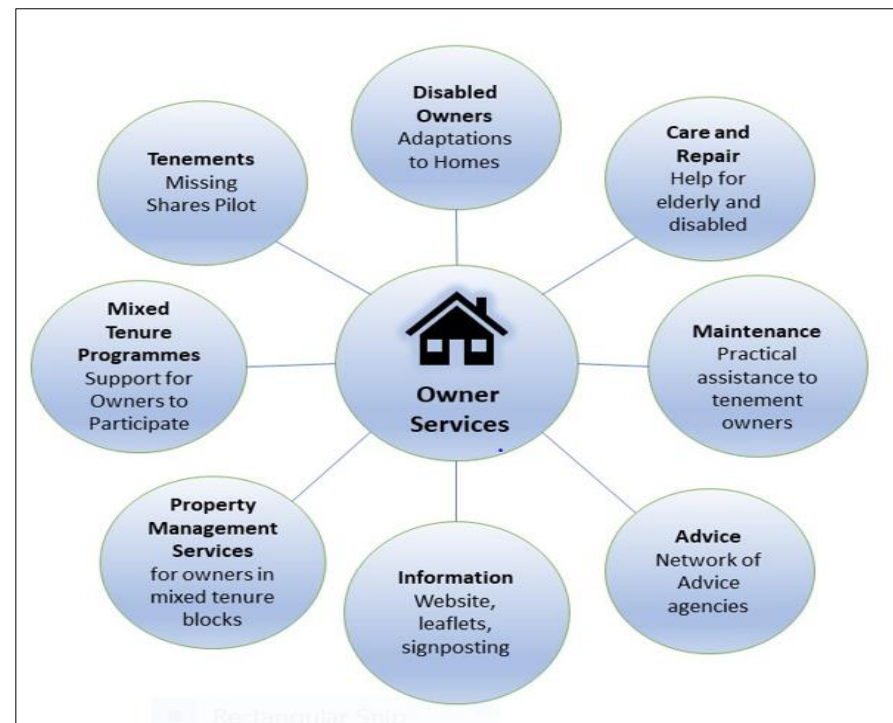 Disabled
Owners
Adaptations
to Homes
Tenements
Missing
Shares Pilot
Care and
Repair
Help for
elderly and
disabled
Mixed
Tenure
Programmes
Support for
Owners to
Participate
Owner
Services
Maintenance
Practical
assistance to
tenement
owners
Property
Management
Services
for owners in
mixed tenure
blocks
Information
Website,
leaflets,
signposting
Advice
Network of
Advice
agencies
Rectangular Snip